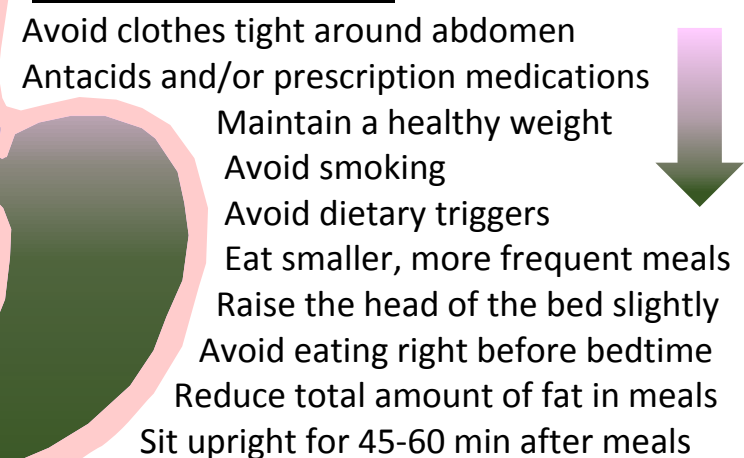 Avoid clothes tight around abdomen
Antacids and/or prescription medications
Maintain a healthy weight
Avoid smoking
Avoid dietary triggers
Eat smaller, more frequent meals
Raise the head of the bed slightly
Avoid eating right before bedtime
Reduce total amount of fat in meals
Sit upright for 45-60 min after meals